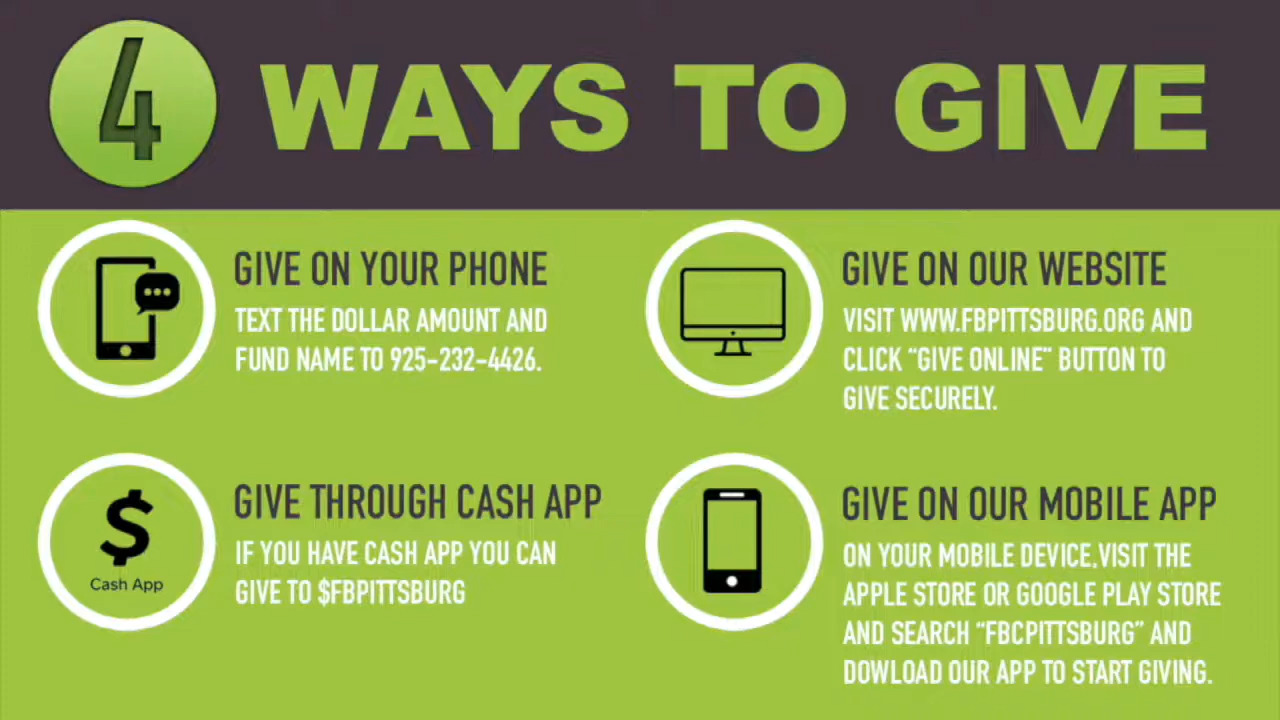 4 WAYS TO GIVE
GIVE ON YOUR PHONE
TEXT THE DOLLAR AMOUNT AND
FUND NAME TO 925-232-4426.
GIVE ON OUR WEBSITE
VISIT WWW.FBPITTSBURG.ORG AND
CLICK “GIVE ONLINE” BUTTON TO
GIVE SECURELY.
$
Cash App
GIVE THROUGH CASH APP
IF YOU HAVE CASH APP YOU CAN
GIVE TO $FBPITTSBURG
GIVE ON OUR MOBILE APP
ON YOUR MOBILE DEVICE,VISIT THE
APPLE STORE OR GOOGLE PLAY STORE
AND SEARCH “FBCPITTSBURG” AND
DOWLOAD OUR APP TO START GIVING.